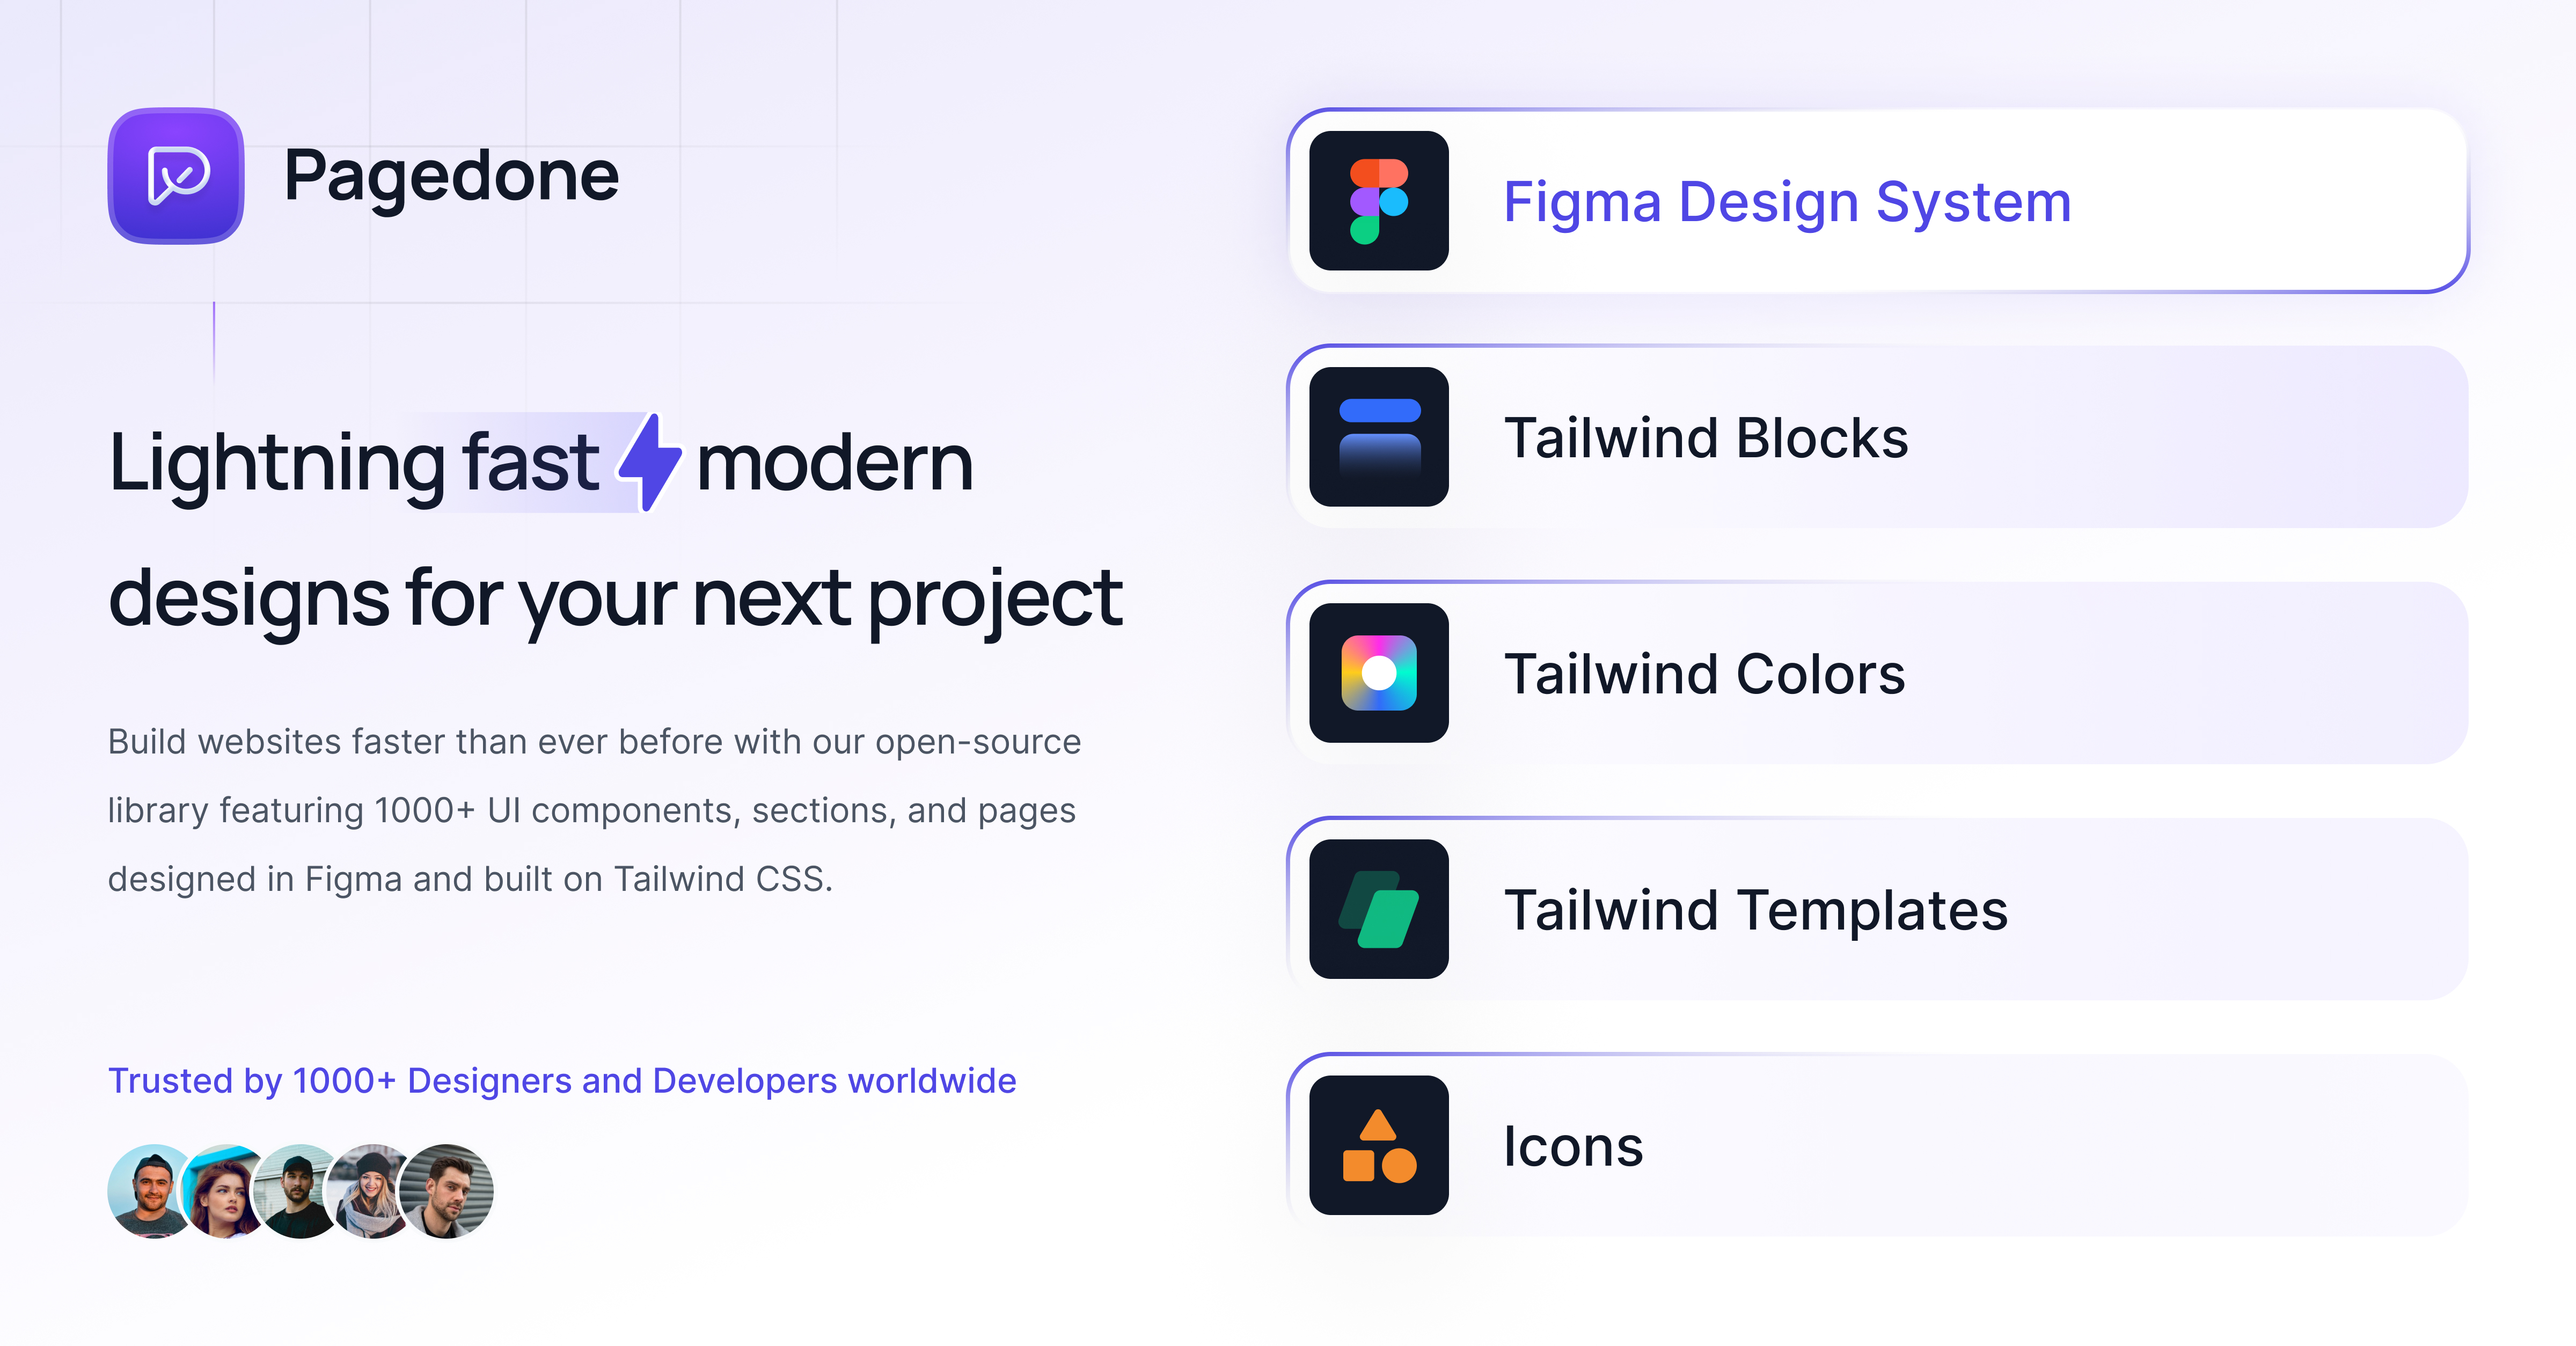 Pagedone
Lightning fast modern
designs for your next project
Build websites faster than ever before with our open-source
library featuring 1000+ UI components, sections, and pages
designed in Figma and built on Tailwind CSS.
Trusted by 1000+ Designers and Developers worldwide
Figma Design System
Tailwind Blocks
Tailwind Colors
Tailwind Templates
Icons